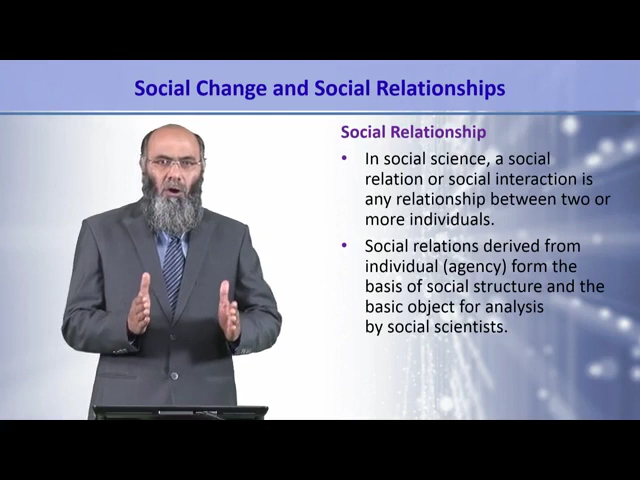 Social Change and Social Relationships
Social Relationship
• In social science, a social
relation or social interaction is
any relationship between two or
more individuals.
• Social relations derived from
individual (agency) form the
basis of social structure and the
basic object for analysis
by social scientists.